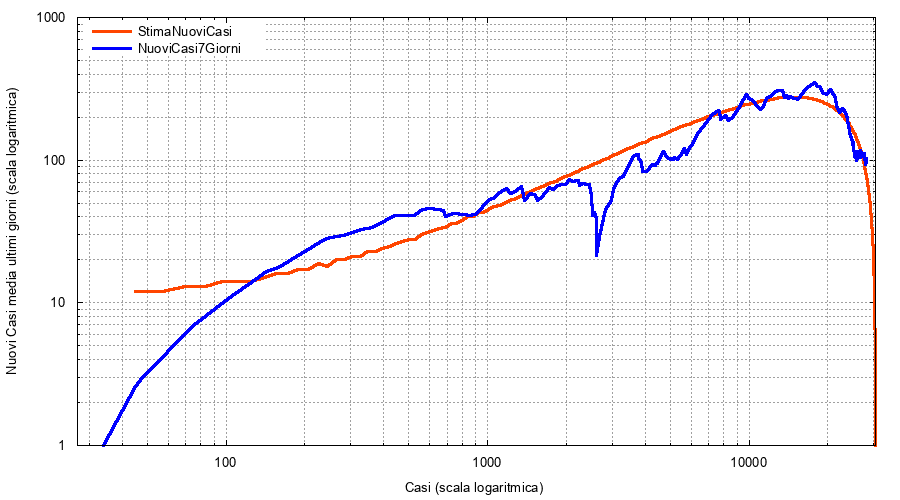 1000
100
10
1
StimaNuoviCasi
NuoviCasi7Giorni
Nuovi Casi media ultimi giorni (scala logaritmica)
100 1000 10000
Casi (scala logaritmica)